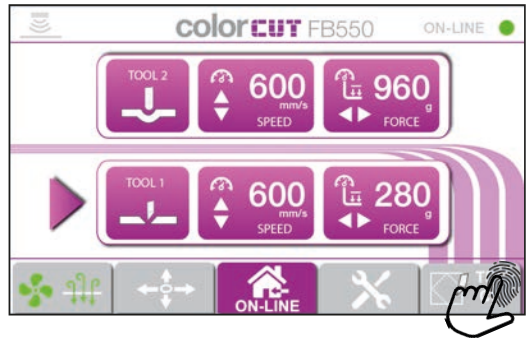 colorcut FB550
ON-LINE
TOOL 2
600
mm/s
SPEED
960
g
FORCE
TOOL 1
600
mm/s
SPEED
280
g
FORCE
ON-LINE